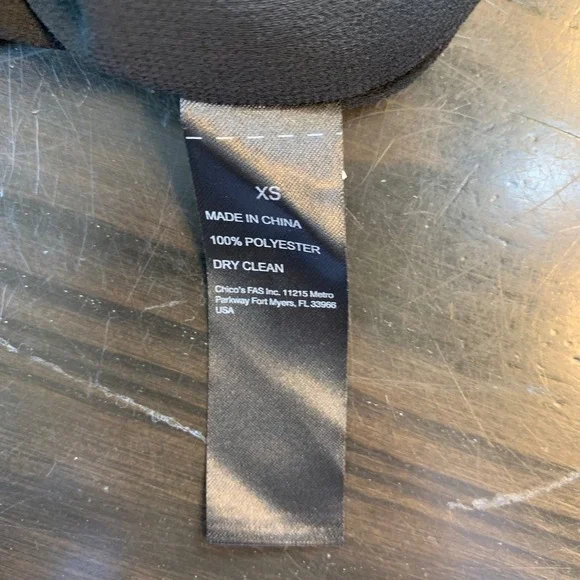 XS
MADE IN CHINA
100% POLYESTER
DRY CLEAN
Chico's FAS Inc. 11215 Metro
Parkway Fort Myers, FL 33966
USA